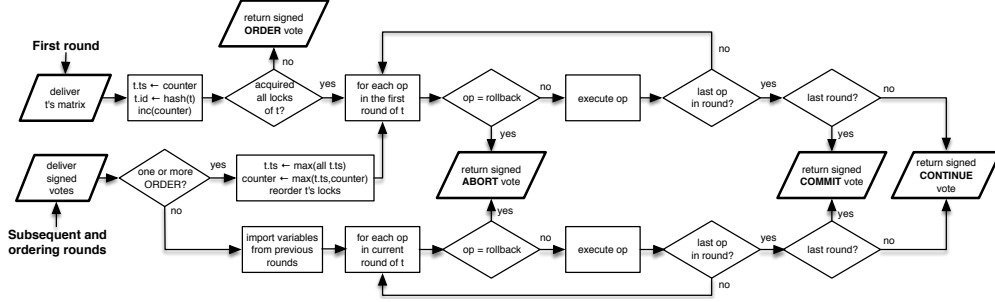 return signed
ORDER vote
First round
no
no
deliver
t's matrix
t.ts ← counter
t.id ← hash(t)
inc(counter)
acquired
all locks
of t?
yes
for each op
in the first
round of t
op = rollback
no
execute op
last op
in round?
yes
last round?
no
yes
yes
deliver
signed
votes
one or more
ORDER?
yes
t.ts ← max(all t.ts)
counter ← max(t.ts,counter)
reorder t's locks
return signed
ABORT vote
return signed
COMMIT vote
return signed
CONTINUE
vote
no
yes
yes
Subsequent and
ordering rounds
import variables
from previous
rounds
for each op
in current
round of t
op = rollback
no
execute op
last op
in round?
yes
last round?
no
no